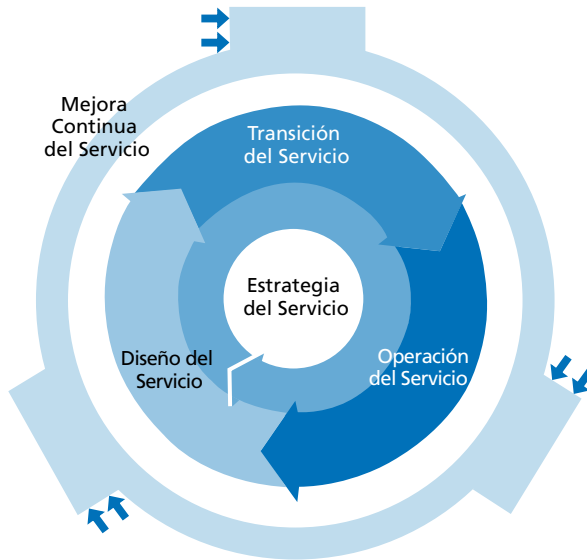 Mejora
Continua
del Servicio
Transición
del Servicio
Estrategia
del Servicio
Diseño del
Servicio
Operación
del Servicio